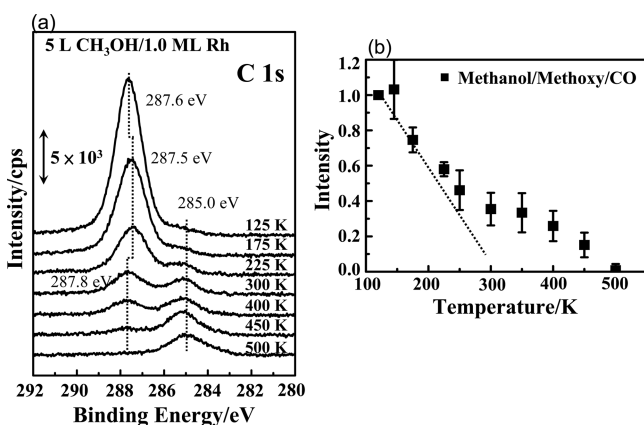 (a)
5 L CH₃OH/1.0 ML Rh
C 1s
287.6 eV
5 × 10³
287.5 eV
285.0 eV
287.8 eV
125 K
175 K
225 K
300 K
400 K
450 K
500 K
Intensity/cps
292 290 288 286 284 282 280
Binding Energy/eV
(b)
Methanol/Methoxy/CO
1.2
1.0
0.8
0.6
0.4
0.2
0.0
Intensity
100 200 300 400 500
Temperature/K